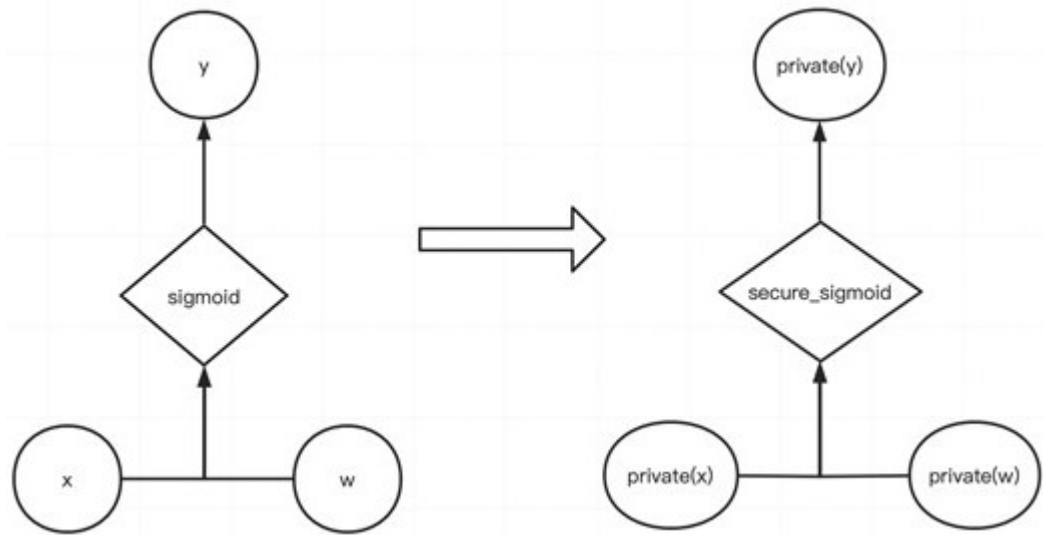 y
sigmoid
x
w
private(y)
secure_sigmoid
private(x)
private(w)